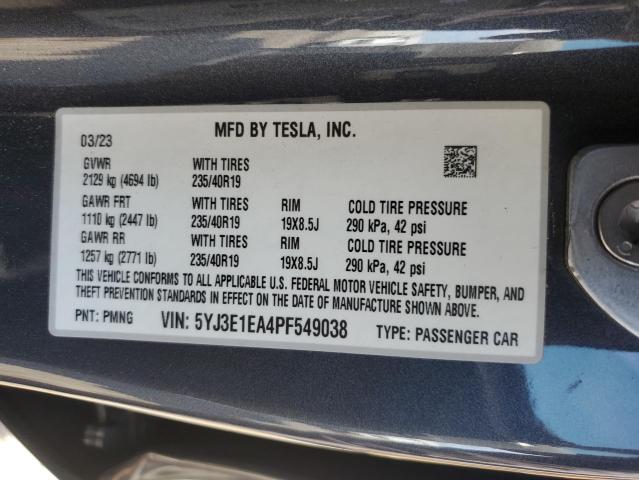 MFD BY TESLA, INC.
03/23
GVWR WITH TIRES
2129 kg (4694 lb) 235/40R19
GAWR FRT WITH TIRES RIM COLD TIRE PRESSURE
1110 kg (2447 lb) 235/40R19 19X8.5J 290 kPa, 42 psi
GAWR RR WITH TIRES RIM COLD TIRE PRESSURE
1257 kg (2771 lb) 235/40R19 19X8.5J 290 kPa, 42 psi
THIS VEHICLE CONFORMS TO ALL APPLICABLE U.S. FEDERAL MOTOR VEHICLE SAFETY, BUMPER, AND
THEFT PREVENTION STANDARDS IN EFFECT ON THE DATE OF MANUFACTURE SHOWN ABOVE.
PNT: PMNG VIN: 5YJ3E1EA4PF549038 TYPE: PASSENGER CAR